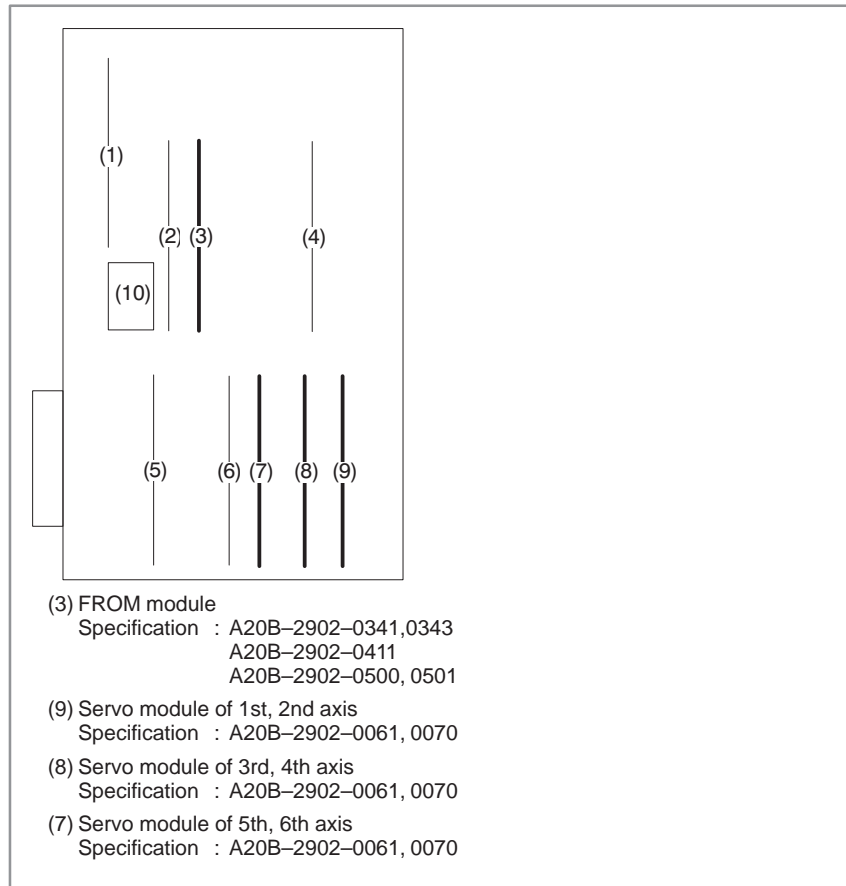 (1)
(2) (3) (4)
(10)
(5) (6) (7) (8) (9)
(3) FROM module
Specification : A20B–2902–0341,0343
A20B–2902–0411
A20B–2902–0500, 0501
(9) Servo module of 1st, 2nd axis
Specification : A20B–2902–0061, 0070
(8) Servo module of 3rd, 4th axis
Specification : A20B–2902–0061, 0070
(7) Servo module of 5th, 6th axis
Specification : A20B–2902–0061, 0070